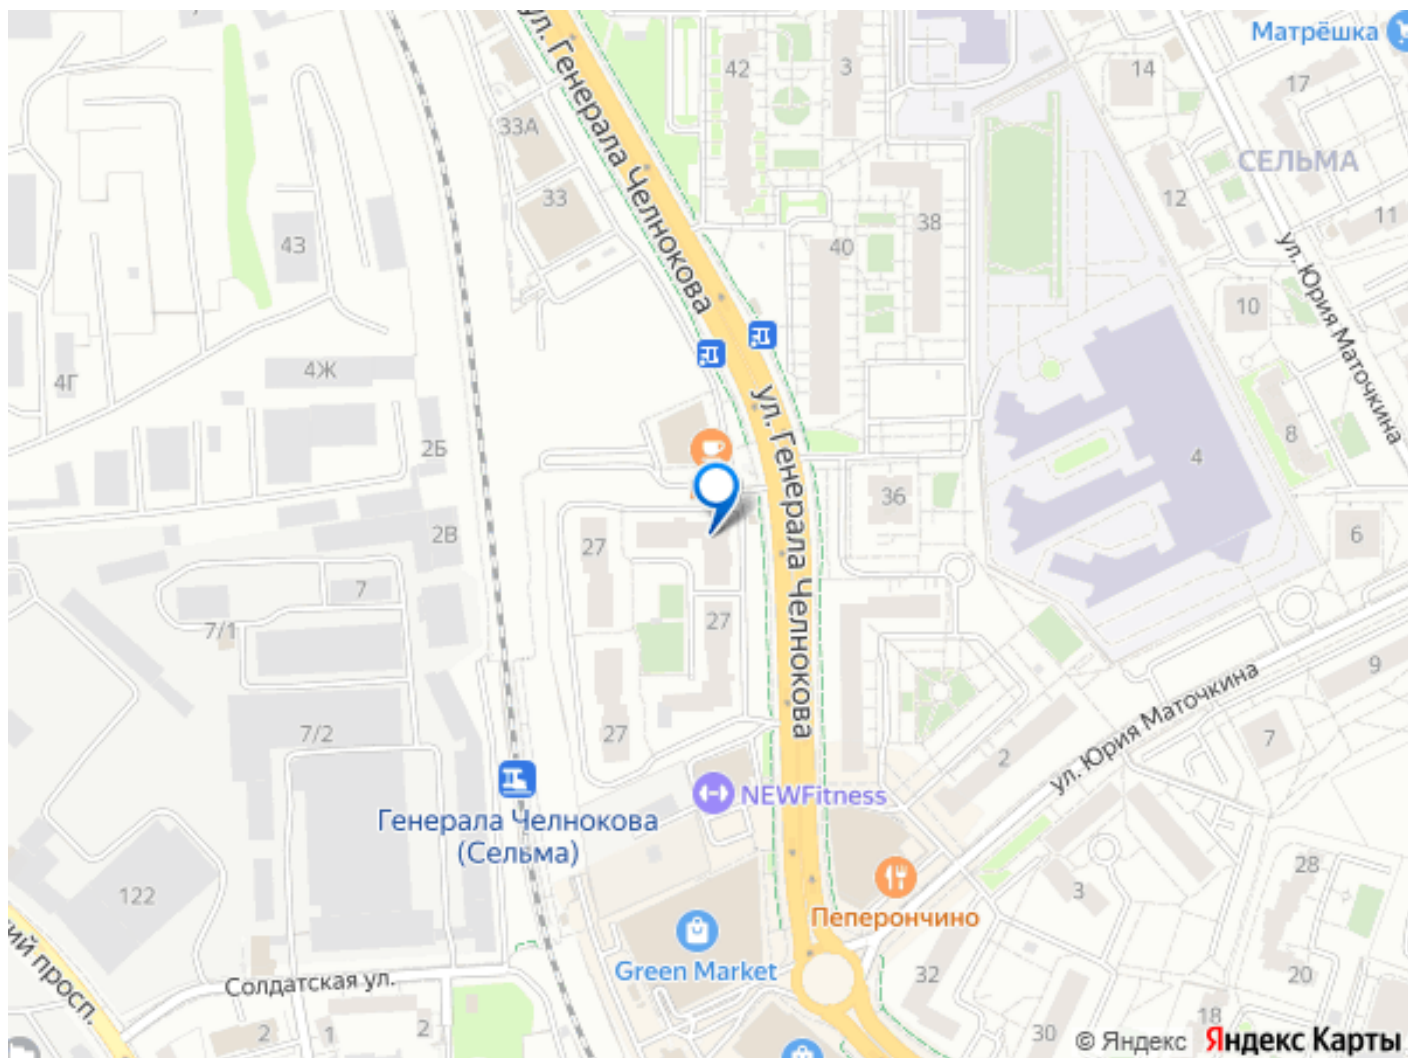 ул. Генерала Челнокова
42
3
Матрёшка
14
17
33А
33
СЕЛЬМА
12
11
38
40
43
ул. Юрия Маточкина
10
4Ж
4Г
8
ул. Генерала Челнокова
2Б
4
36
2В
27
6
7
27
7/1
9
ул. Юрия Маточкина
27
7/2
2
7
NEWFitness
Генерала Челнокова
(Сельма)
28
3
122
Пеперончино
Green Market
32
20
ий просп.
Солдатская ул.
2
1
2
30
18
© Яндекс Яндекс Карты